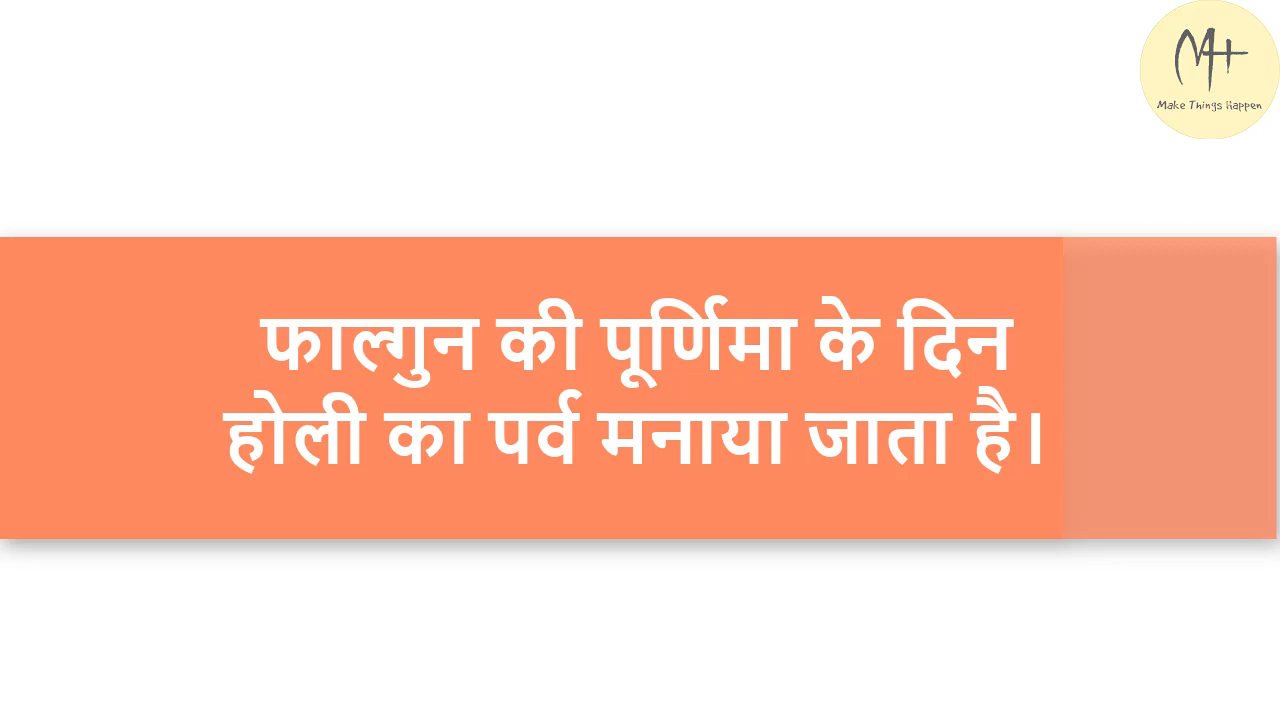 Make Things Happen
फाल्गुन की पूर्णिमा के दिन
होली का पर्व मनाया जाता है।